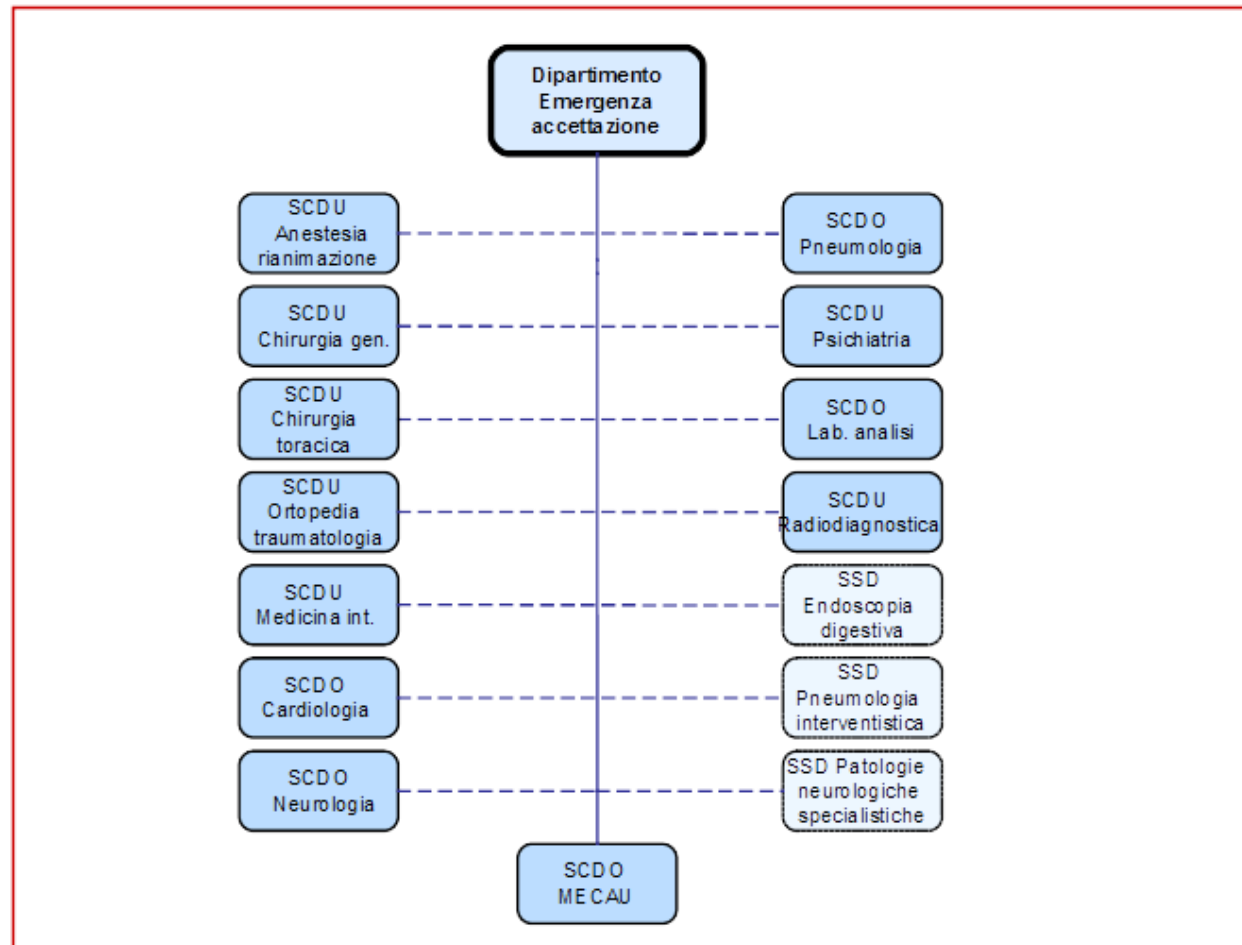 Dipartimento
Emergenza
accettazione
SCDU
Anestesia
rianimazione
SCDO
Pneumologia
SCDU
Chirurgia gen.
SCDU
Psichiatria
SCDU
Chirurgia
toracica
SCDO
Lab. analisi
SCDU
Ortopedia
traumatologia
SCDU
Radiodiagnostica
SCDU
Medicina int.
SSD
Endoscopia
digestiva
SCDO
Cardiologia
SSD
Pneumologia
interventistica
SCDO
Neurologia
SSD Patologie
neurologiche
specialistiche
SCDO
MECAU